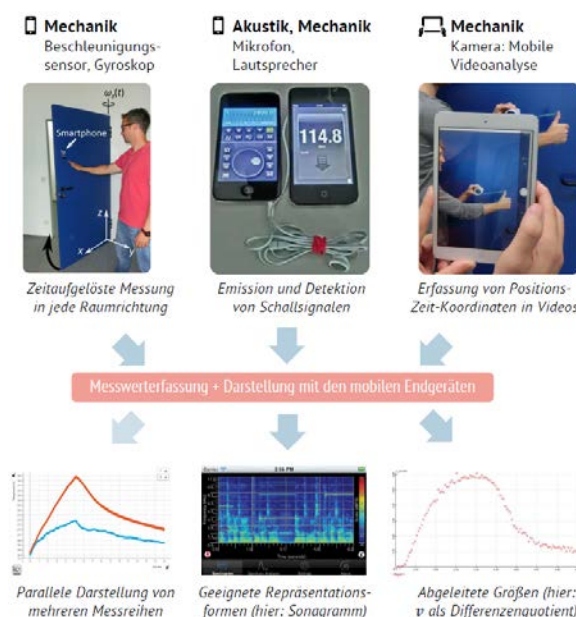 Mechanik
Beschleunigungs-
sensor, Gyroskop
Akustik, Mechanik
Mikrofon,
Lautsprecher
Mechanik
Kamera: Mobile
Videoanalyse
ωz(t)
Smartphone
z
x
y
114.8
Zeitaufgelöste Messung
in jede Raumrichtung
Emission und Detektion
von Schallsignalen
Erfassung von Positions-
Zeit-Koordinaten in Videos
Messwerterfassung + Darstellung mit den mobilen Endgeräten
Parallele Darstellung von
mehreren Messreihen
Geeignete Repräsentations-
formen (hier: Sonagramm)
Abgeleitete Größen (hier:
v als Differenzenquotient)